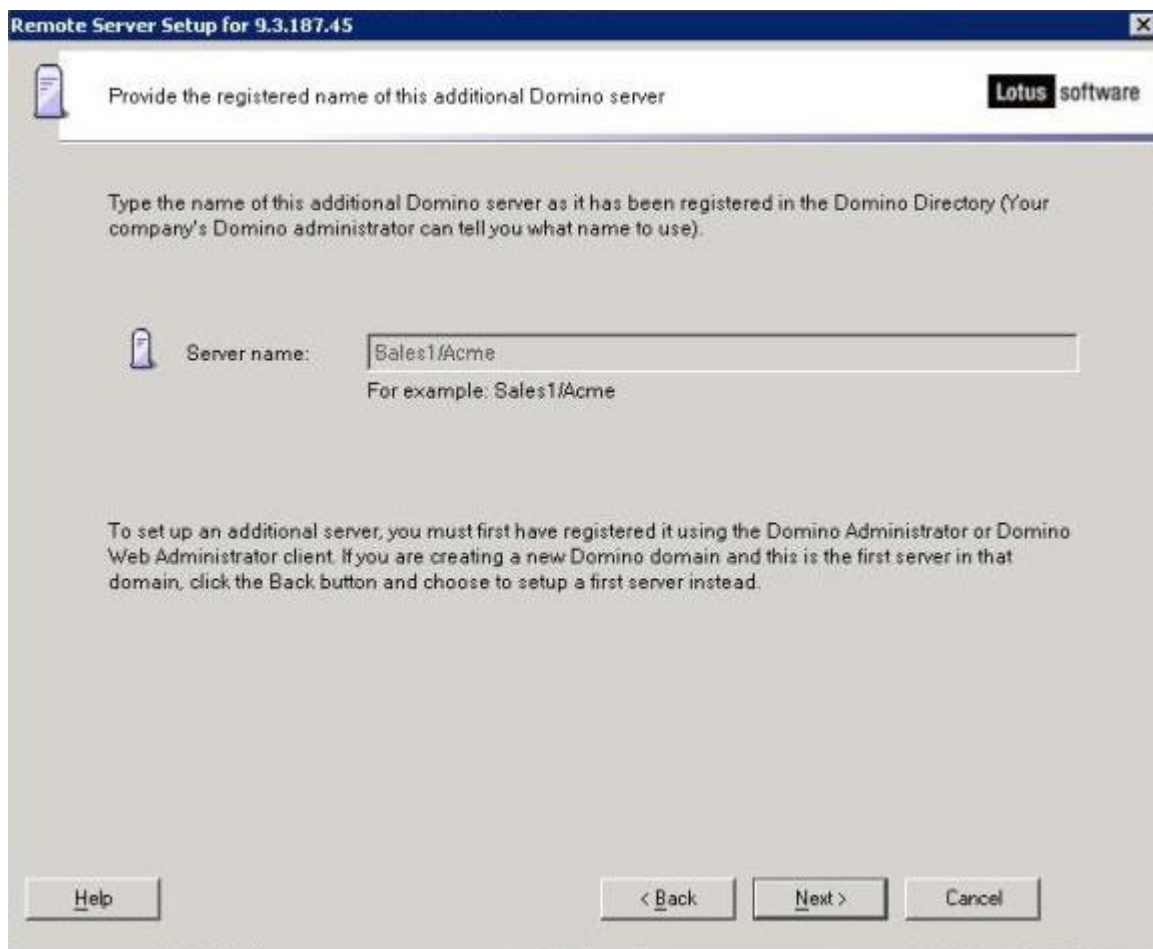 Remote Server Setup for 9.3.187.45
Provide the registered name of this additional Domino server
Lotus software
Type the name of this additional Domino server as it has been registered in the Domino Directory (Your
company's Domino administrator can tell you what name to use).
Server name:
Sales1/Acme
For example: Sales1/Acme
To set up an additional server, you must first have registered it using the Domino Administrator or Domino
Web Administrator client. If you are creating a new Domino domain and this is the first server in that
domain, click the Back button and choose to setup a first server instead.
Help
< Back
Next >
Cancel